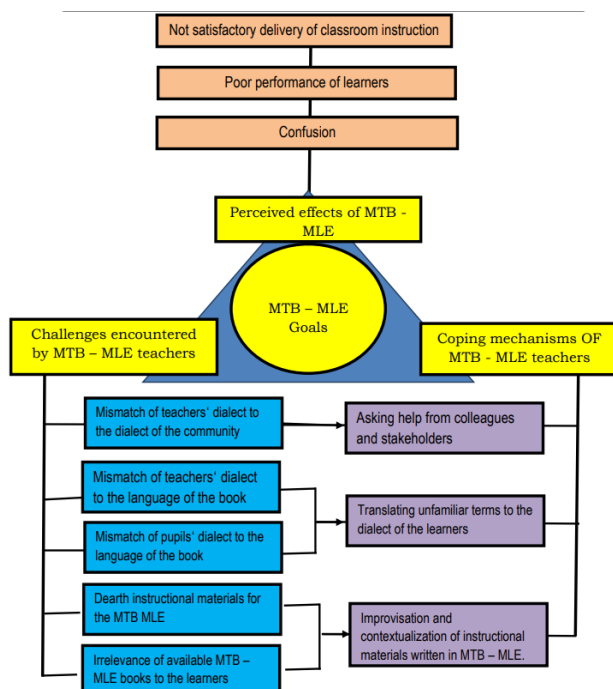 Not satisfactory delivery of classroom instruction
Poor performance of learners
Confusion
Perceived effects of MTB -
MLE
MTB – MLE
Goals
Challenges encountered
by MTB – MLE teachers
Coping mechanisms OF
MTB - MLE teachers
Mismatch of teachers‘ dialect to
the dialect of the community
Asking help from colleagues
and stakeholders
Mismatch of teachers’ dialect
to the language of the book
Mismatch of pupils‘ dialect to the
language of the book
Translating unfamiliar terms to the
dialect of the learners
Dearth instructional materials for
the MTB MLE
Irrelevance of available MTB –
MLE books to the learners
Improvisation and
contextualization of instructional
materials written in MTB – MLE.